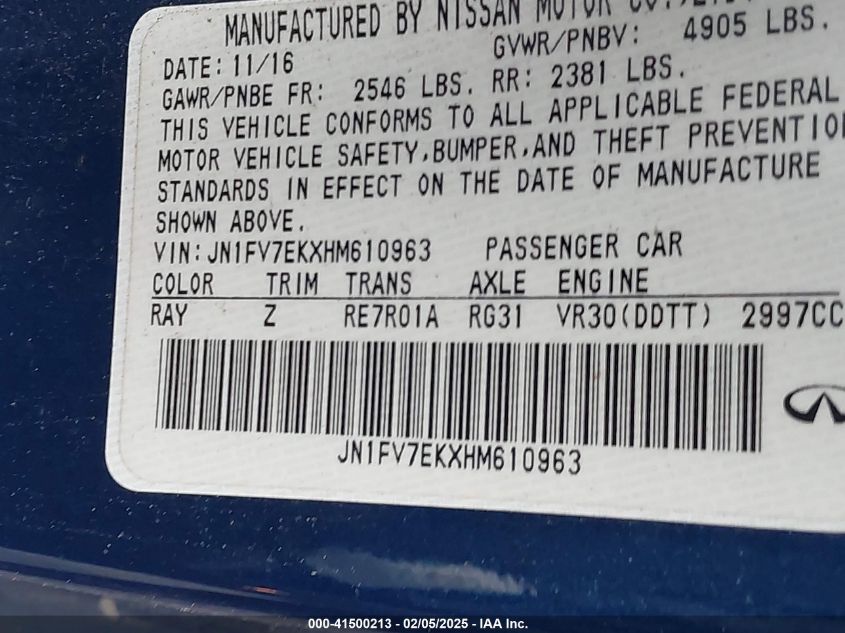 MANUFACTURED BY NISSAN MOTOR
DATE: 11/16 GVWR/PNBV: 4905 LBS.
GAWR/PNBE FR: 2546 LBS. RR: 2381 LBS.
THIS VEHICLE CONFORMS TO ALL APPLICABLE FEDERAL
MOTOR VEHICLE SAFETY,BUMPER,AND THEFT PREVENTION
STANDARDS IN EFFECT ON THE DATE OF MANUFACTURE
SHOWN ABOVE.
VIN:JN1FV7EKXHM610963 PASSENGER CAR
COLOR TRIM TRANS AXLE ENGINE
RAY Z RE7R01A RG31 VR30(DDTT) 2997CC
JN1FV7EKXHM610963
000-41500213 - 02/05/2025 - IAA Inc.